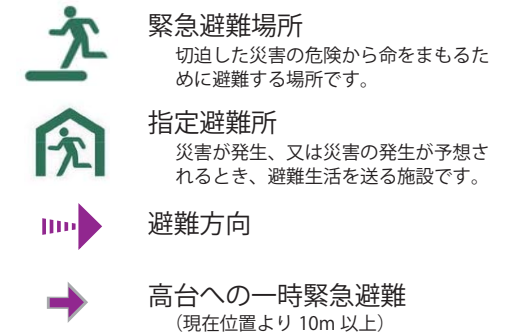 緊急避難場所
切迫した災害の危険から命をまもるた
めに避難する場所です。
指定避難所
災害が発生、又は災害の発生が予想さ
れるとき、避難生活を送る施設です。
避難方向
高台への一時緊急避難
（現在位置より 10m 以上）